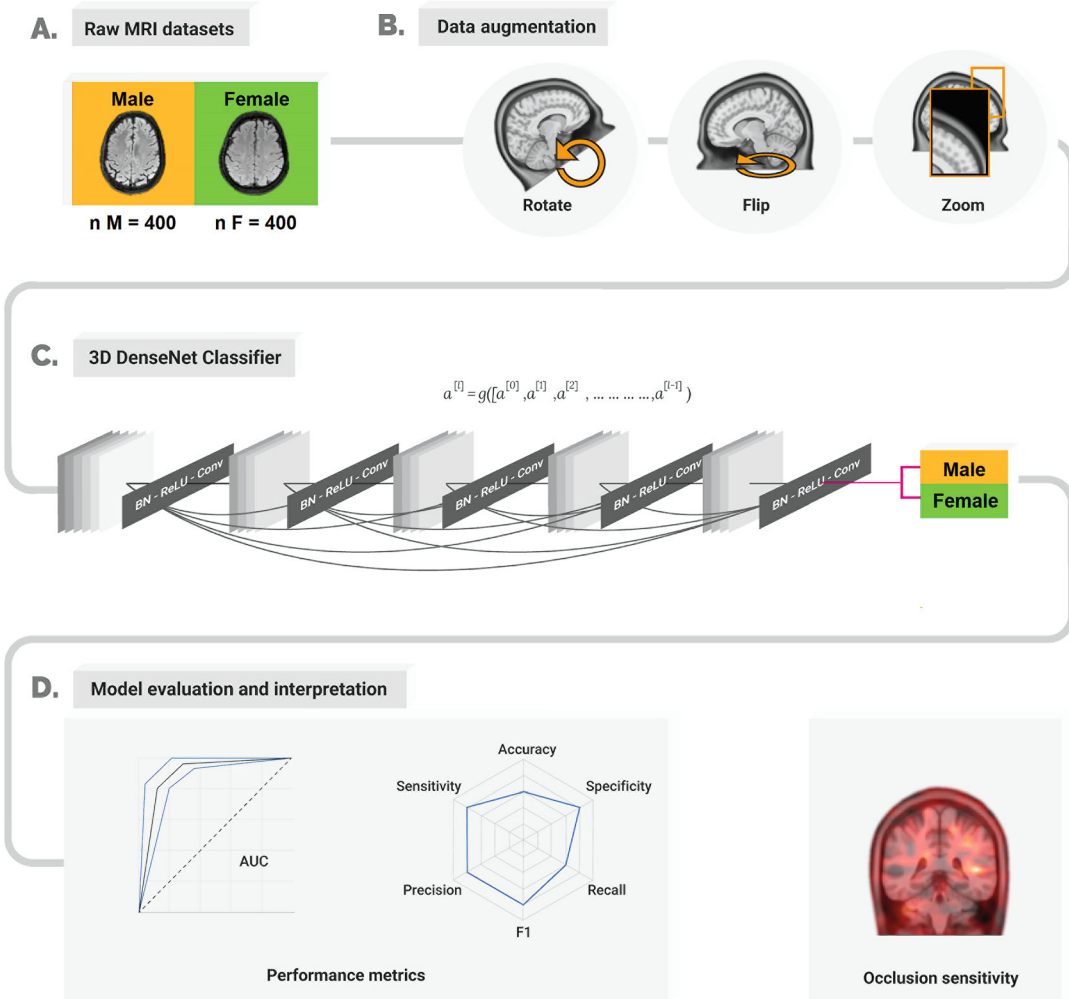 A. Raw MRI datasets
B. Data augmentation
Male Female
n M = 400 n F = 400
Rotate
Flip
Zoom
C. 3D DenseNet Classifier
a[l] = g([a[0] ,a[1] ,a[2] , ... ... ... ...,a[l-1] )
BN - ReLU - Conv
BN - ReLU - Conv
BN - ReLU - Conv
BN - ReLU - Conv
BN - ReLU - Conv
Male
Female
D. Model evaluation and interpretation
AUC
Accuracy
Sensitivity
Specificity
Precision
Recall
F1
Performance metrics
Occlusion sensitivity